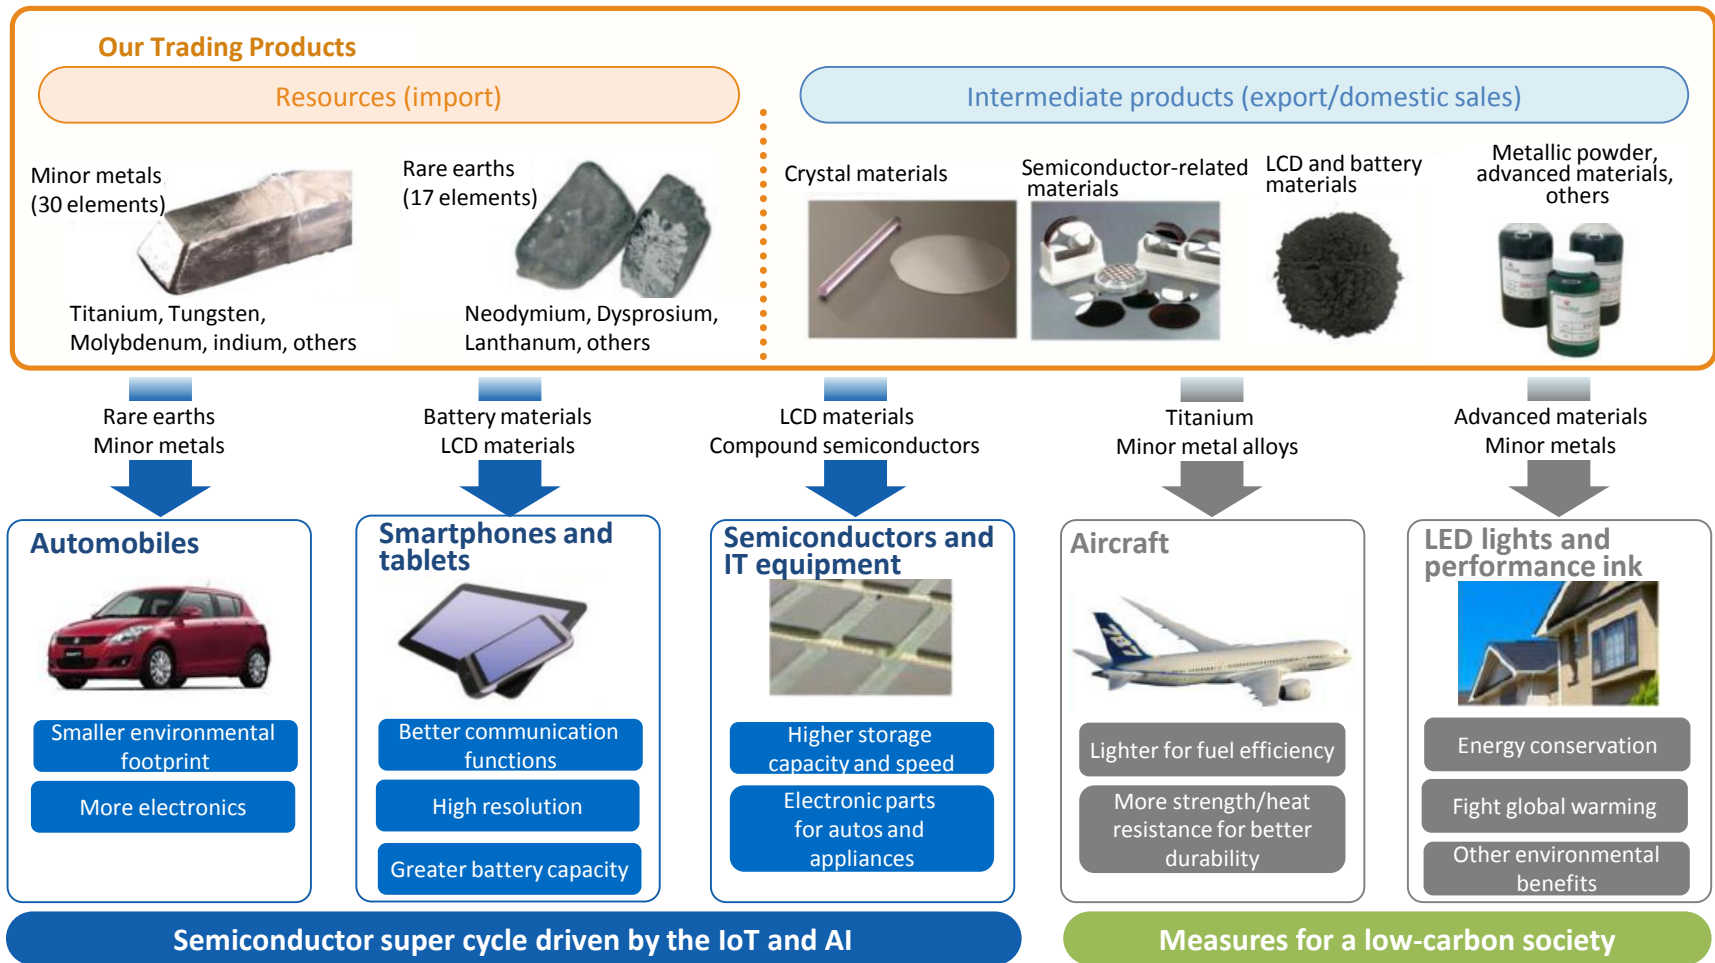 Our Trading Products
Resources (import)
Intermediate products (export/domestic sales)
Minor metals
(30 elements)
Rare earths
(17 elements)
Titanium, Tungsten,
Molybdenum, indium, others
Neodymium, Dysprosium,
Lanthanum, others
Crystal materials
Semiconductor-related
materials
LCD and battery
materials
Metallic powder,
advanced materials,
others
Rare earths
Minor metals
Battery materials
LCD materials
LCD materials
Compound semiconductors
Titanium
Minor metal alloys
Advanced materials
Minor metals
Automobiles
Smaller environmental
footprint
More electronics
Smartphones and
tablets
Better communication
functions
High resolution
Greater battery capacity
Semiconductors and
IT equipment
Higher storage
capacity and speed
Electronic parts
for autos and
appliances
Aircraft
787
Lighter for fuel efficiency
More strength/heat
resistance for better
durability
LED lights and
performance ink
Energy conservation
Fight global warming
Other environmental
benefits
Semiconductor super cycle driven by the IoT and AI
Measures for a low-carbon society